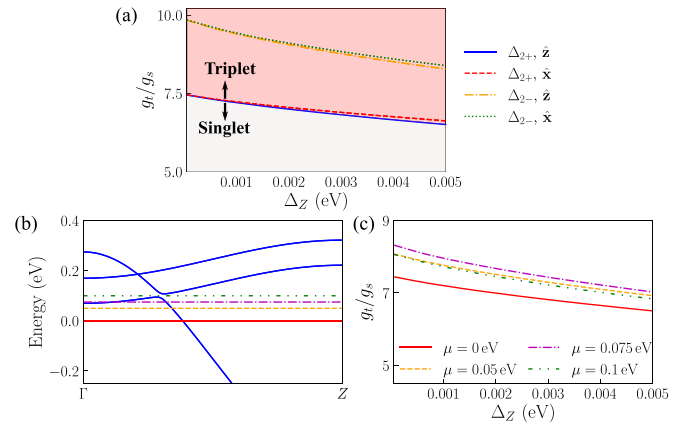 (a)
10.0
7.5
5.0
g_t/g_s
Triplet
Singlet
0.001 0.002 0.003 0.004 0.005
Δ_Z (eV)
Δ_{2+}, ẑ
Δ_{2+}, x̂
Δ_{2−}, ẑ
Δ_{2−}, x̂
(b)
0.4
0.2
0.0
−0.2
Energy (eV)
Γ Z
(c)
9
7
5
g_t/g_s
μ = 0 eV
μ = 0.05 eV
μ = 0.075 eV
μ = 0.1 eV
0.001 0.002 0.003 0.004 0.005
Δ_Z (eV)